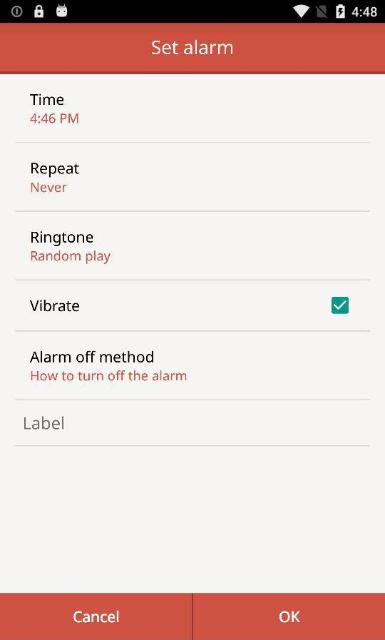 4:48
Set alarm
Time
4:46 PM
Repeat
Never
Ringtone
Random play
Vibrate
Alarm off method
How to turn off the alarm
Label
Cancel
OK